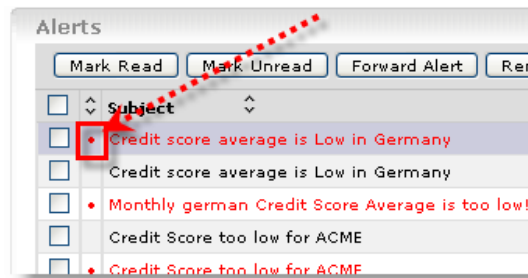 Alerts
Mark Read Mark Unread Forward Alert
Subject
Credit score average is Low in Germany
Credit score average is Low in Germany
Monthly german Credit Score Average is too low!
Credit Score too low for ACME
Credit Score too low for ACME